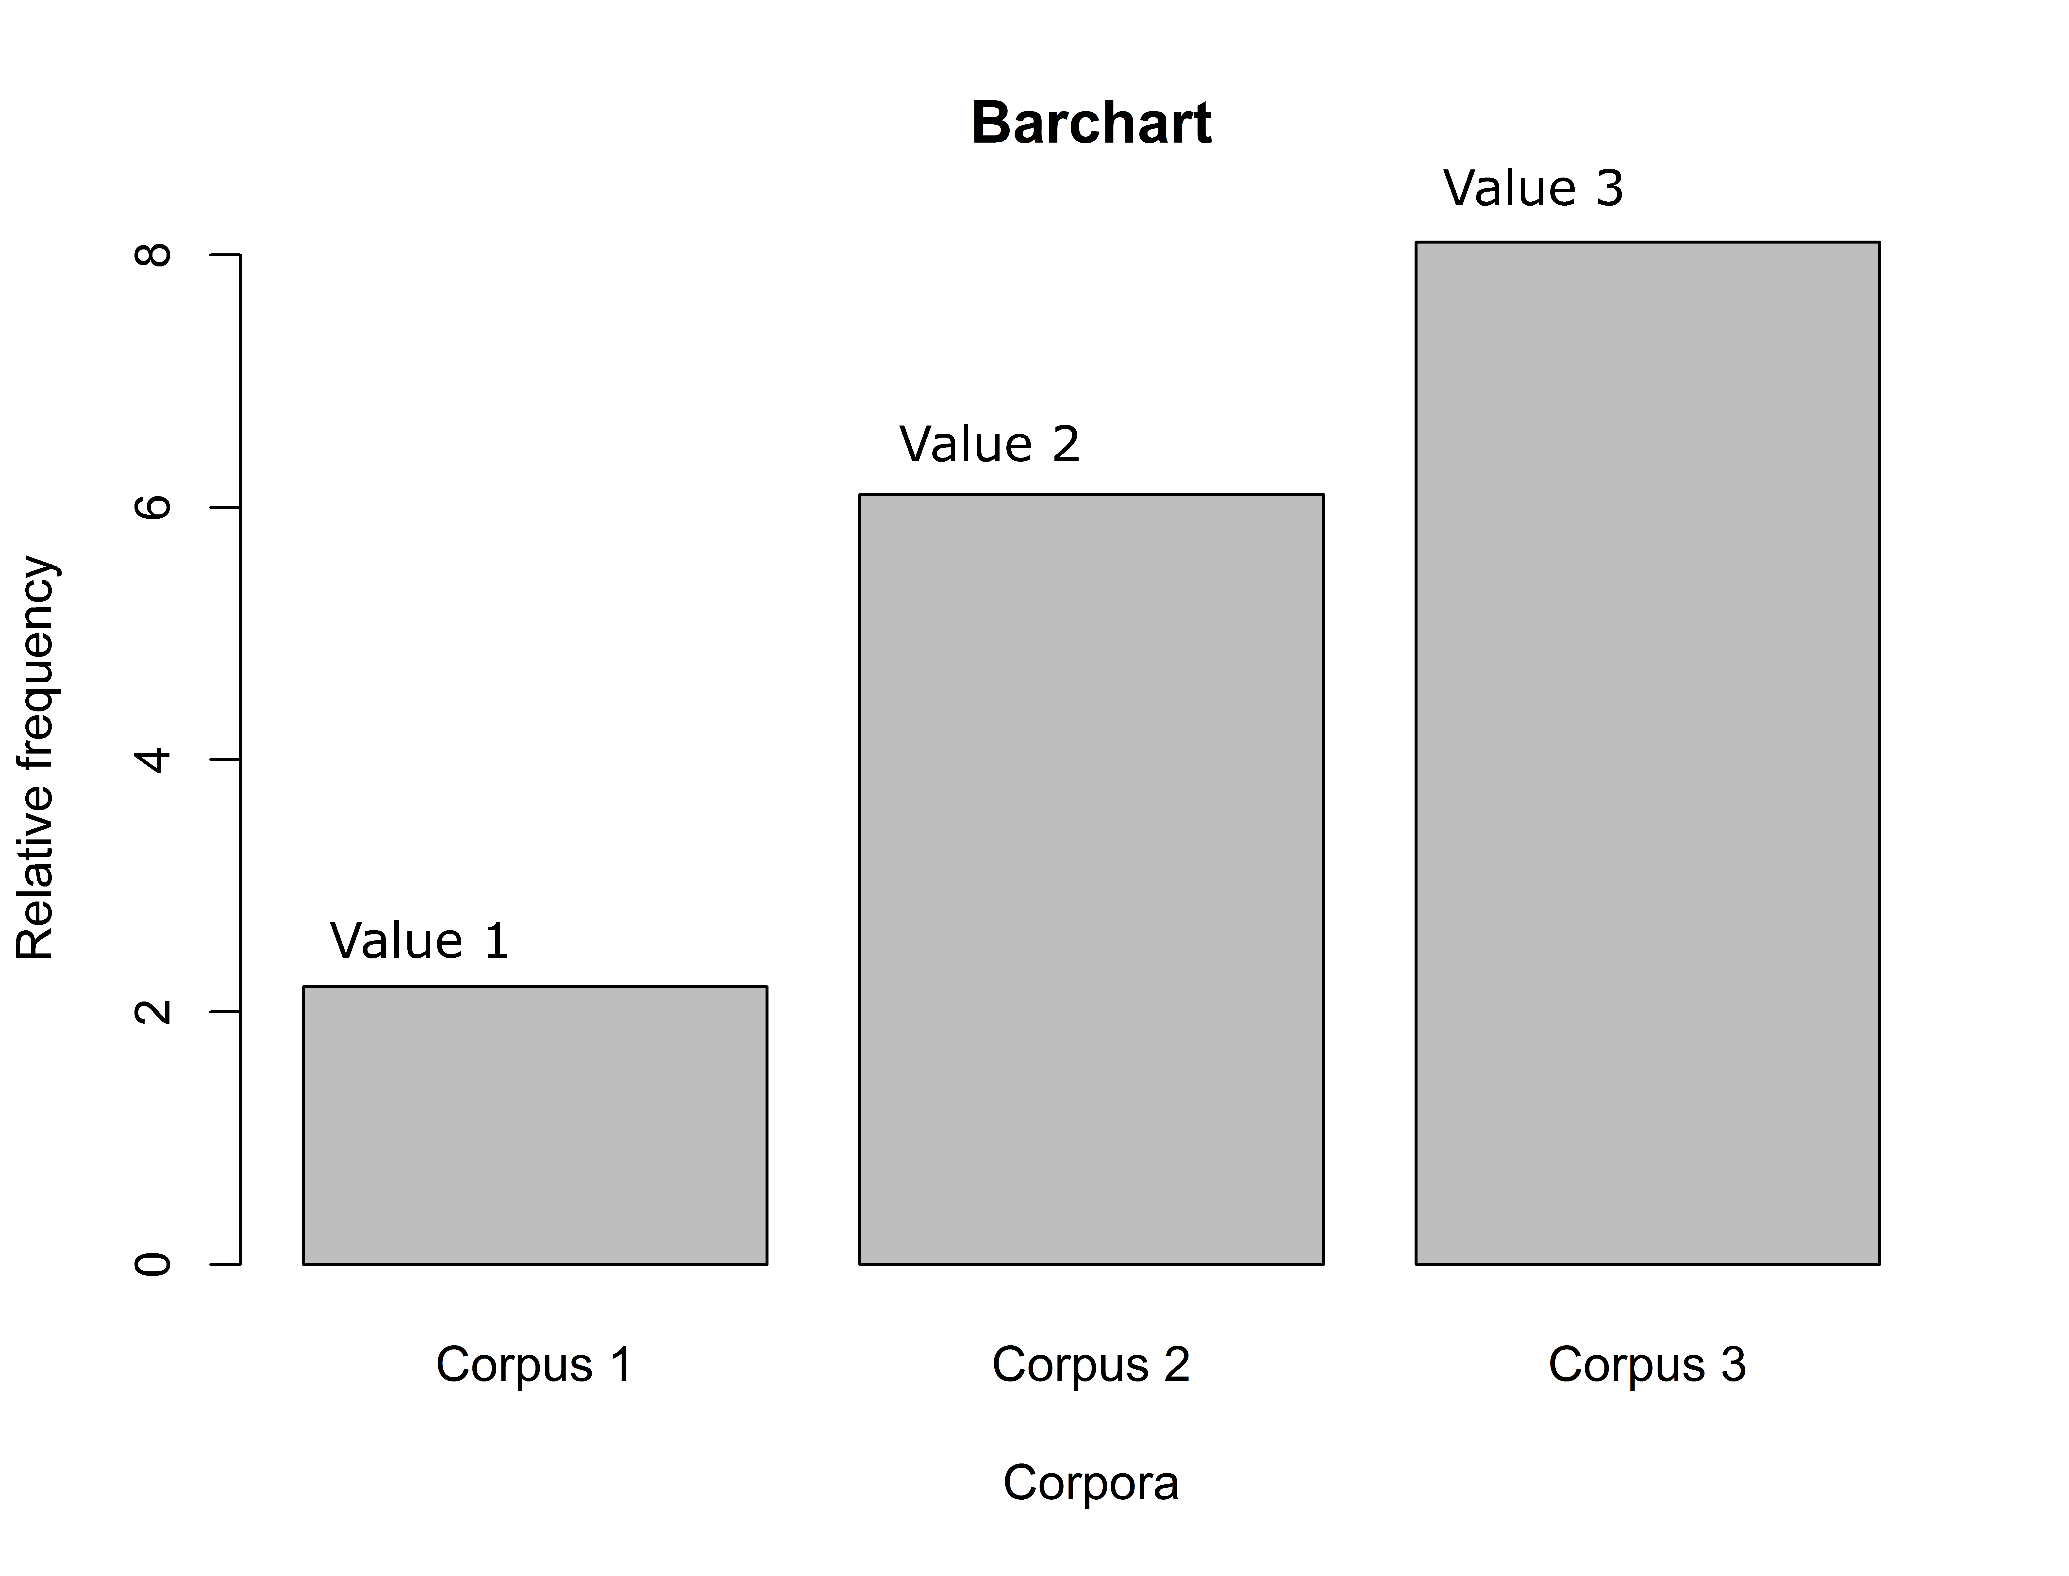 Barchart
Value 3
8
Value 2
6
Relative frequency
4
Value 1
2
0
Corpus 1 Corpus 2 Corpus 3
Corpora